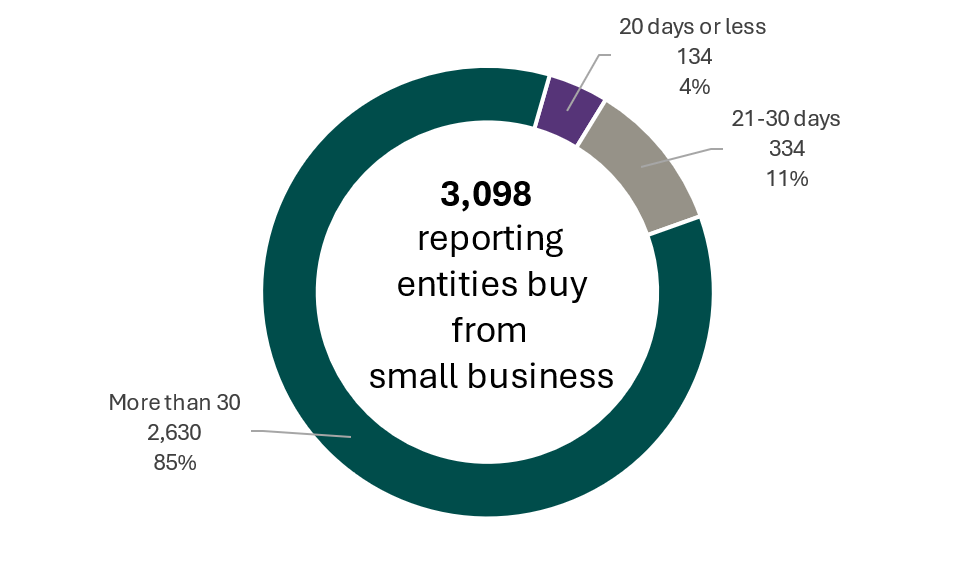 20 days or less
134
4%
21-30 days
334
11%
3,098
reporting
entities buy
from
small business
More than 30
2,630
85%